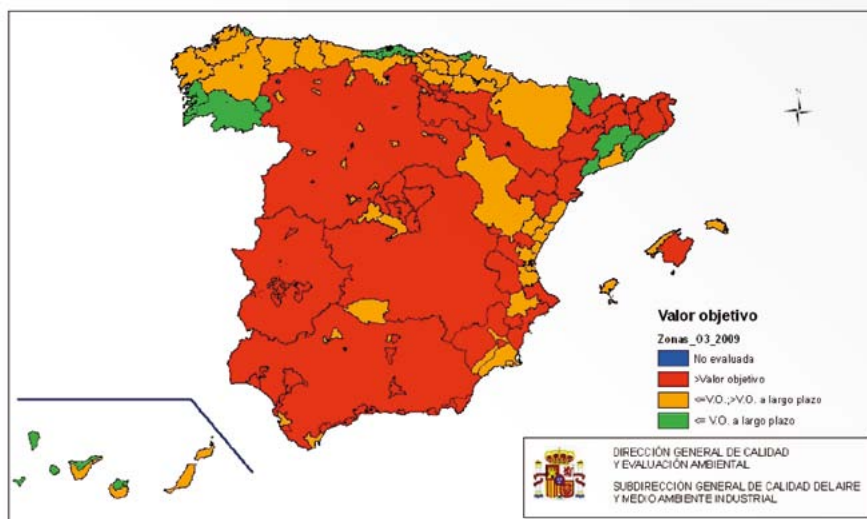 N
Valor objetivo
Zonas_O3_2009
No evaluada
>Valor objetivo
<=V.O.;>V.O. a largo plazo
<= V.O. a largo plazo
DIRECCIÓN GENERAL DE CALIDAD
Y EVALUACIÓN AMBIENTAL
SUBDIRECCIÓN GENERAL DE CALIDAD DEL AIRE
Y MEDIO AMBIENTE INDUSTRIAL